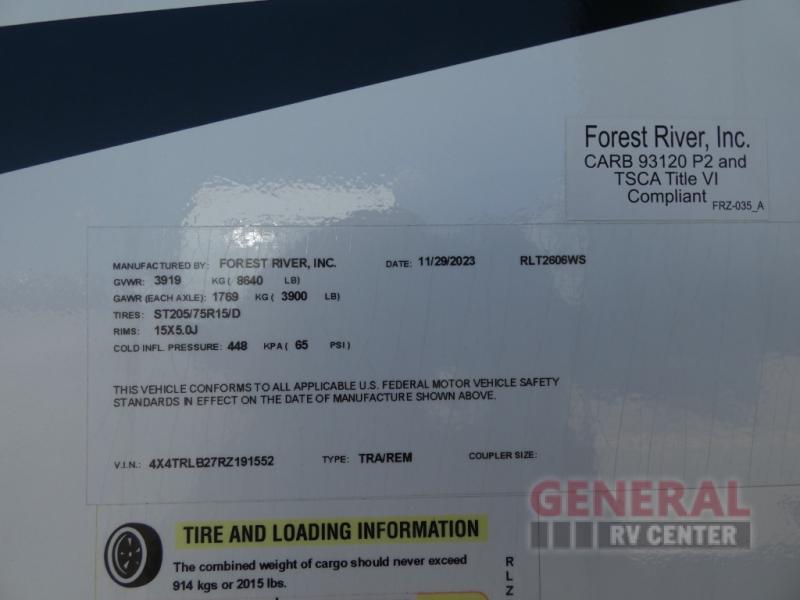 Forest River, Inc.
CARB 93120 P2 and
TSCA Title VI
Compliant
FRZ-035_A
MANUFACTURED BY: FOREST RIVER, INC. DATE: 11/29/2023 RLT2606WS
GVWR: 3919 KG ( 8640 LB)
GAWR (EACH AXLE): 1769 KG ( 3900 LB)
TIRES: ST205/75R15/D
RIMS: 15X5.0J
COLD INFL. PRESSURE: 448 KPA ( 65 PSI)
THIS VEHICLE CONFORMS TO ALL APPLICABLE U.S. FEDERAL MOTOR VEHICLE SAFETY
STANDARDS IN EFFECT ON THE DATE OF MANUFACTURE SHOWN ABOVE.
V.I.N.: 4X4TRLB27RZ191552 TYPE: TRA/REM COUPLER SIZE:
GENERAL
RV CENTER
TIRE AND LOADING INFORMATION
The combined weight of cargo should never exceed
914 kgs or 2015 lbs.
RLZ